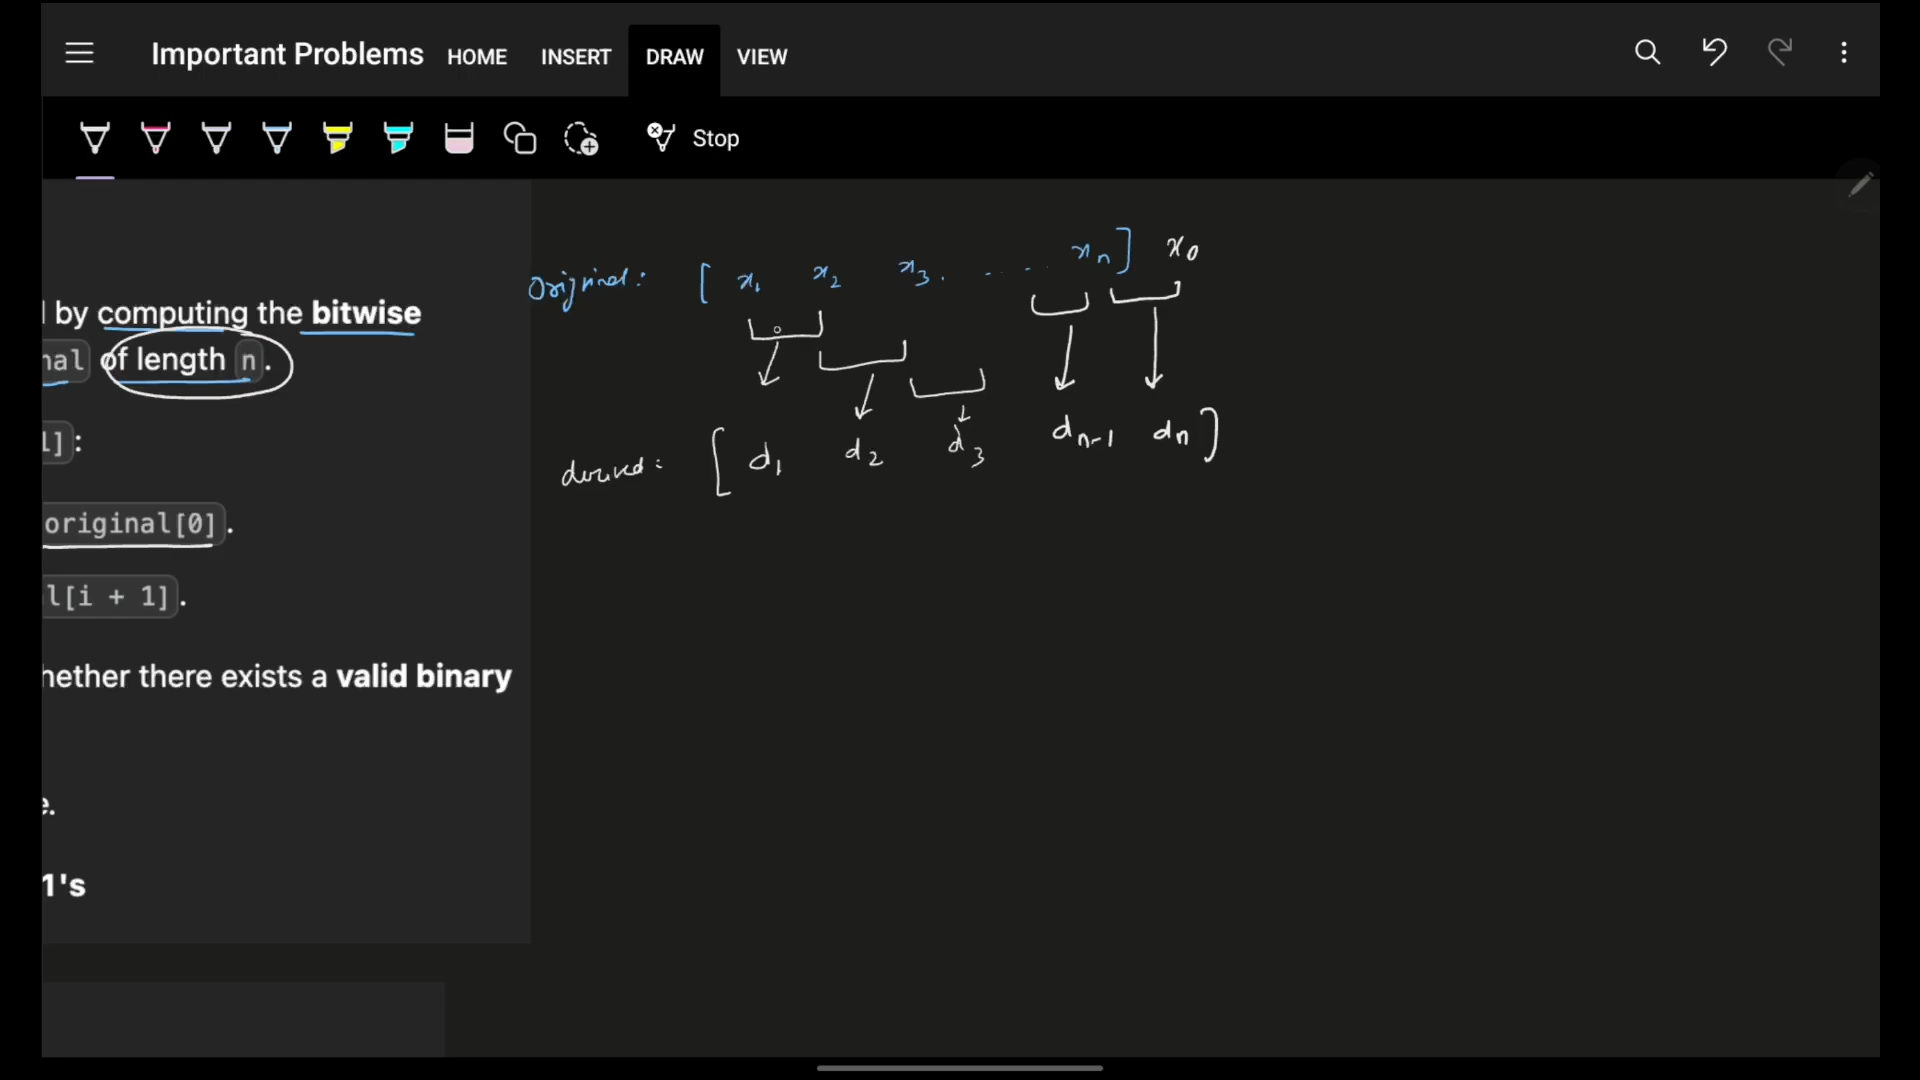 Important Problems HOME INSERT DRAW VIEW
Stop
Original: [ x1 x2 x3. ..... xn] x0
l by computing the bitwise
nal of length n.
derived: [ d1 d2 d3 dn-1 dn ]
1]:
original[0].
l[i + 1].
hether there exists a valid binary
e.
1's